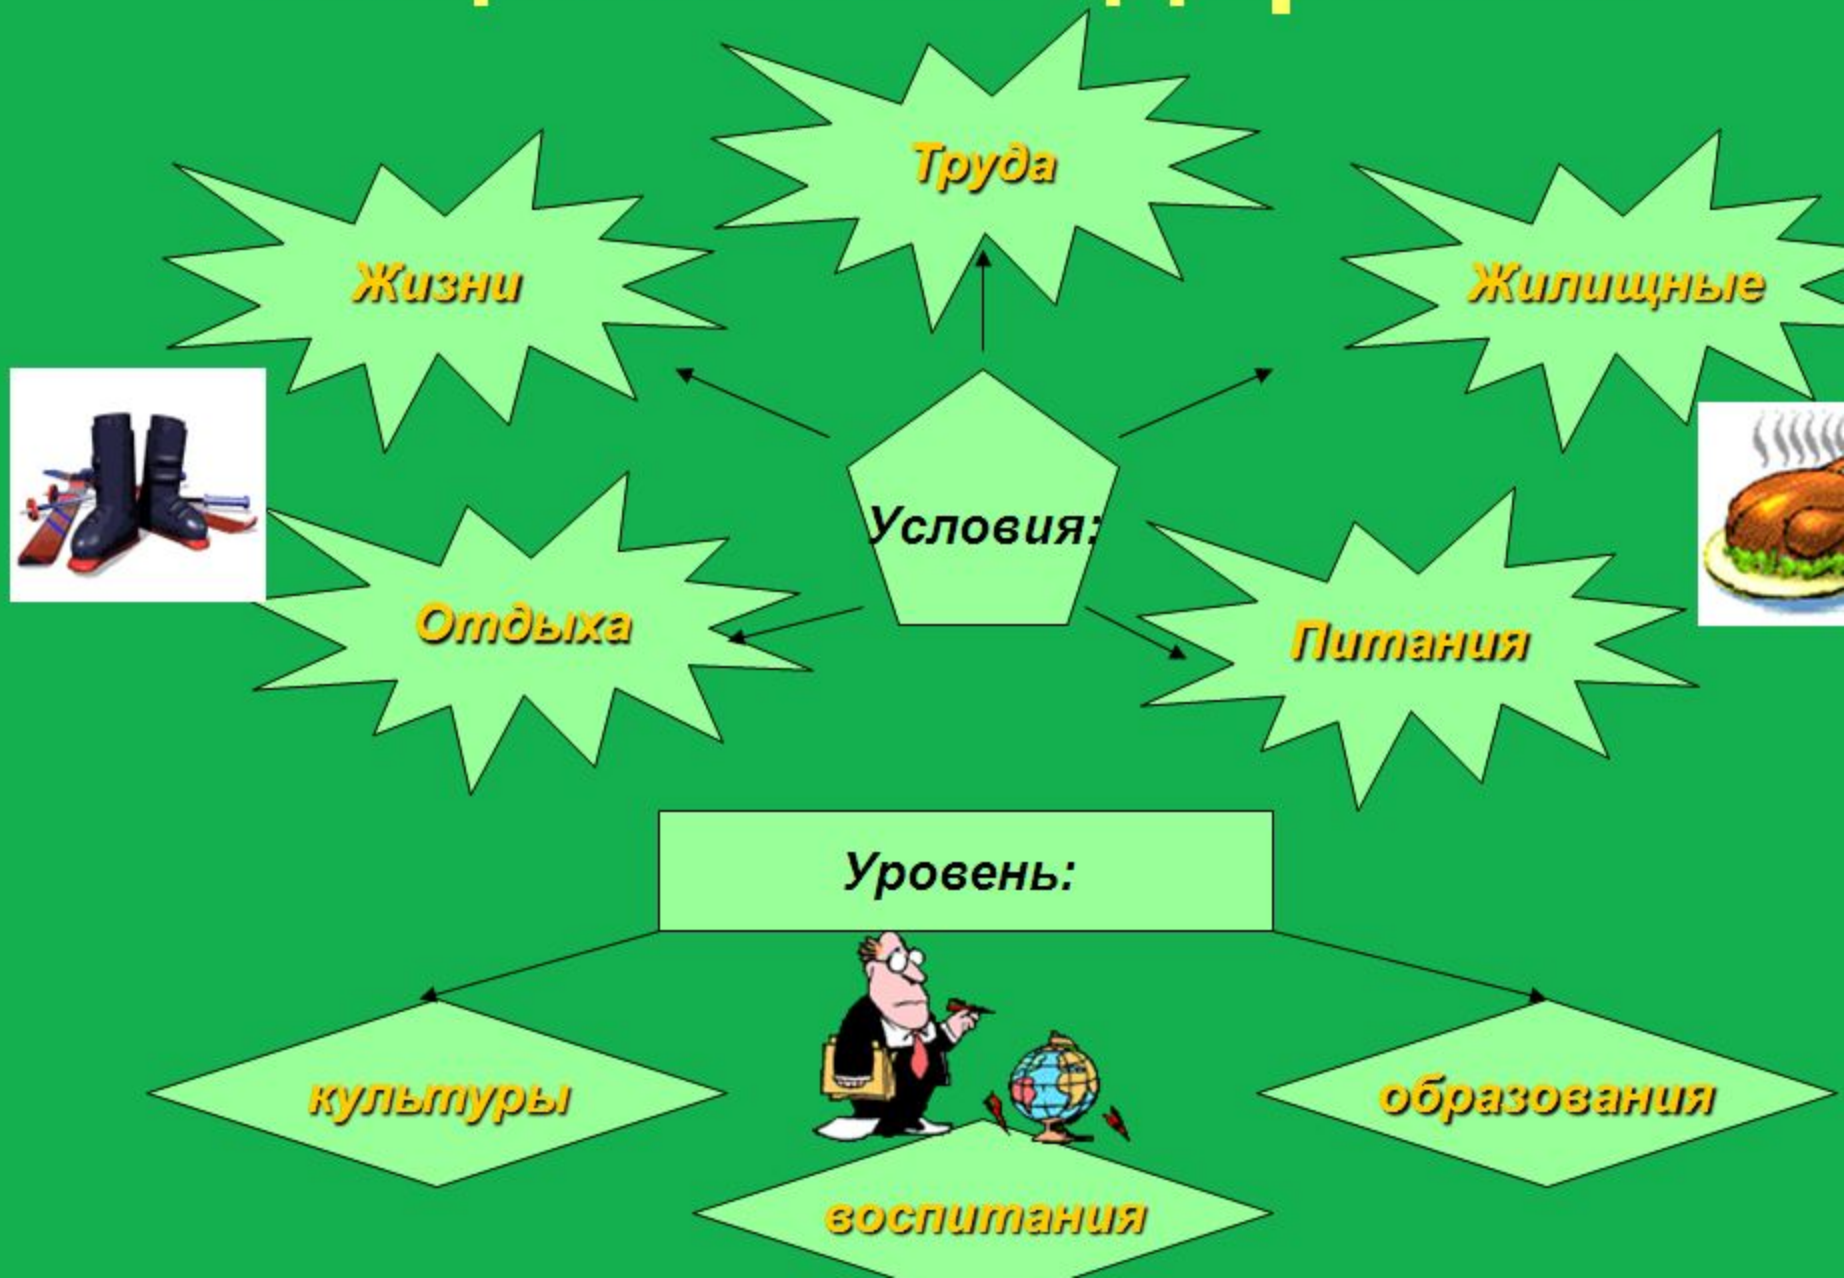 Труда
Жизни
Жилищные
Условия:
Отдыха
Питания
Уровень:
культуры
образования
воспитания